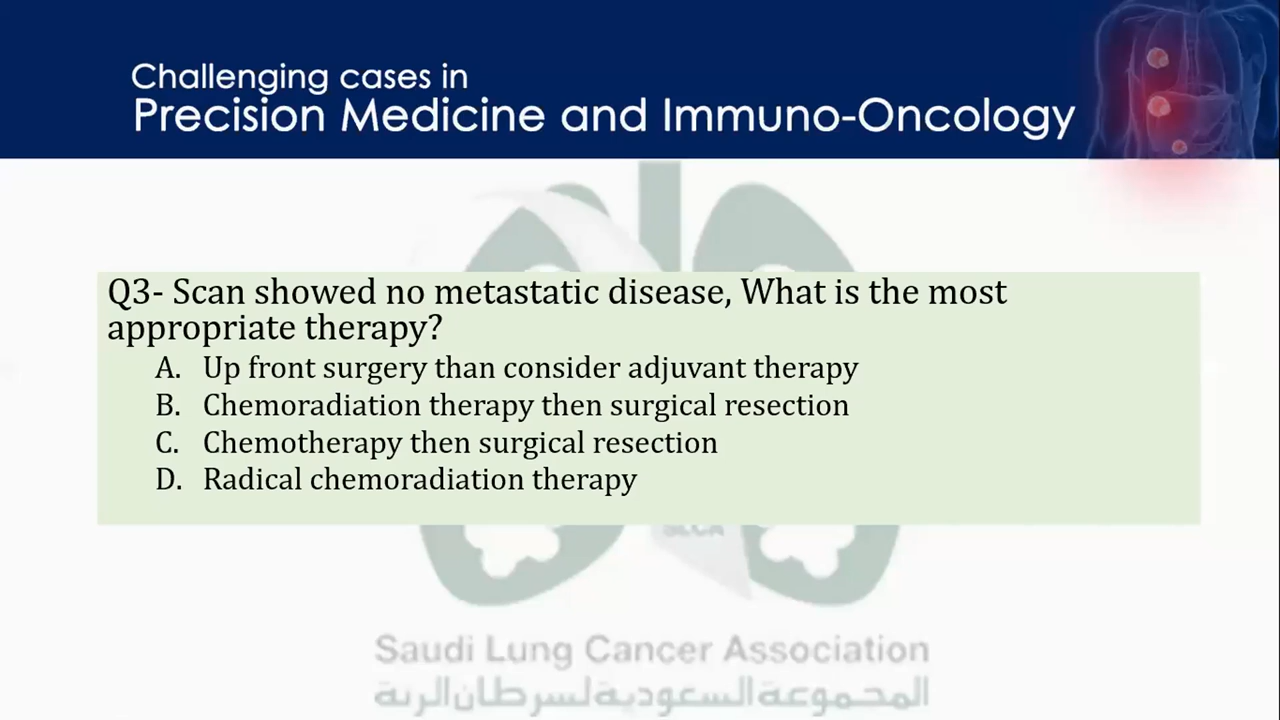 Challenging cases in
Precision Medicine and Immuno-Oncology
Q3- Scan showed no metastatic disease, What is the most
appropriate therapy?
A. Up front surgery than consider adjuvant therapy
B. Chemoradiation therapy then surgical resection
C. Chemotherapy then surgical resection
D. Radical chemoradiation therapy
SLCA
Saudi Lung Cancer Association
المجموعة السعودية لسرطان الرئة